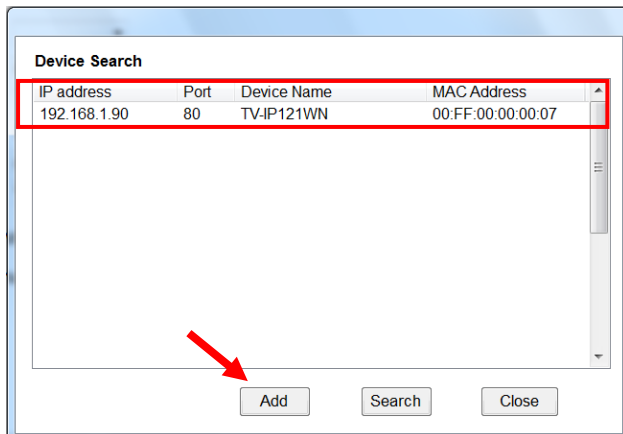 Device Search
IP address Port Device Name MAC Address
192.168.1.90 80 TV-IP121WN 00:FF:00:00:00:07
Add Search Close